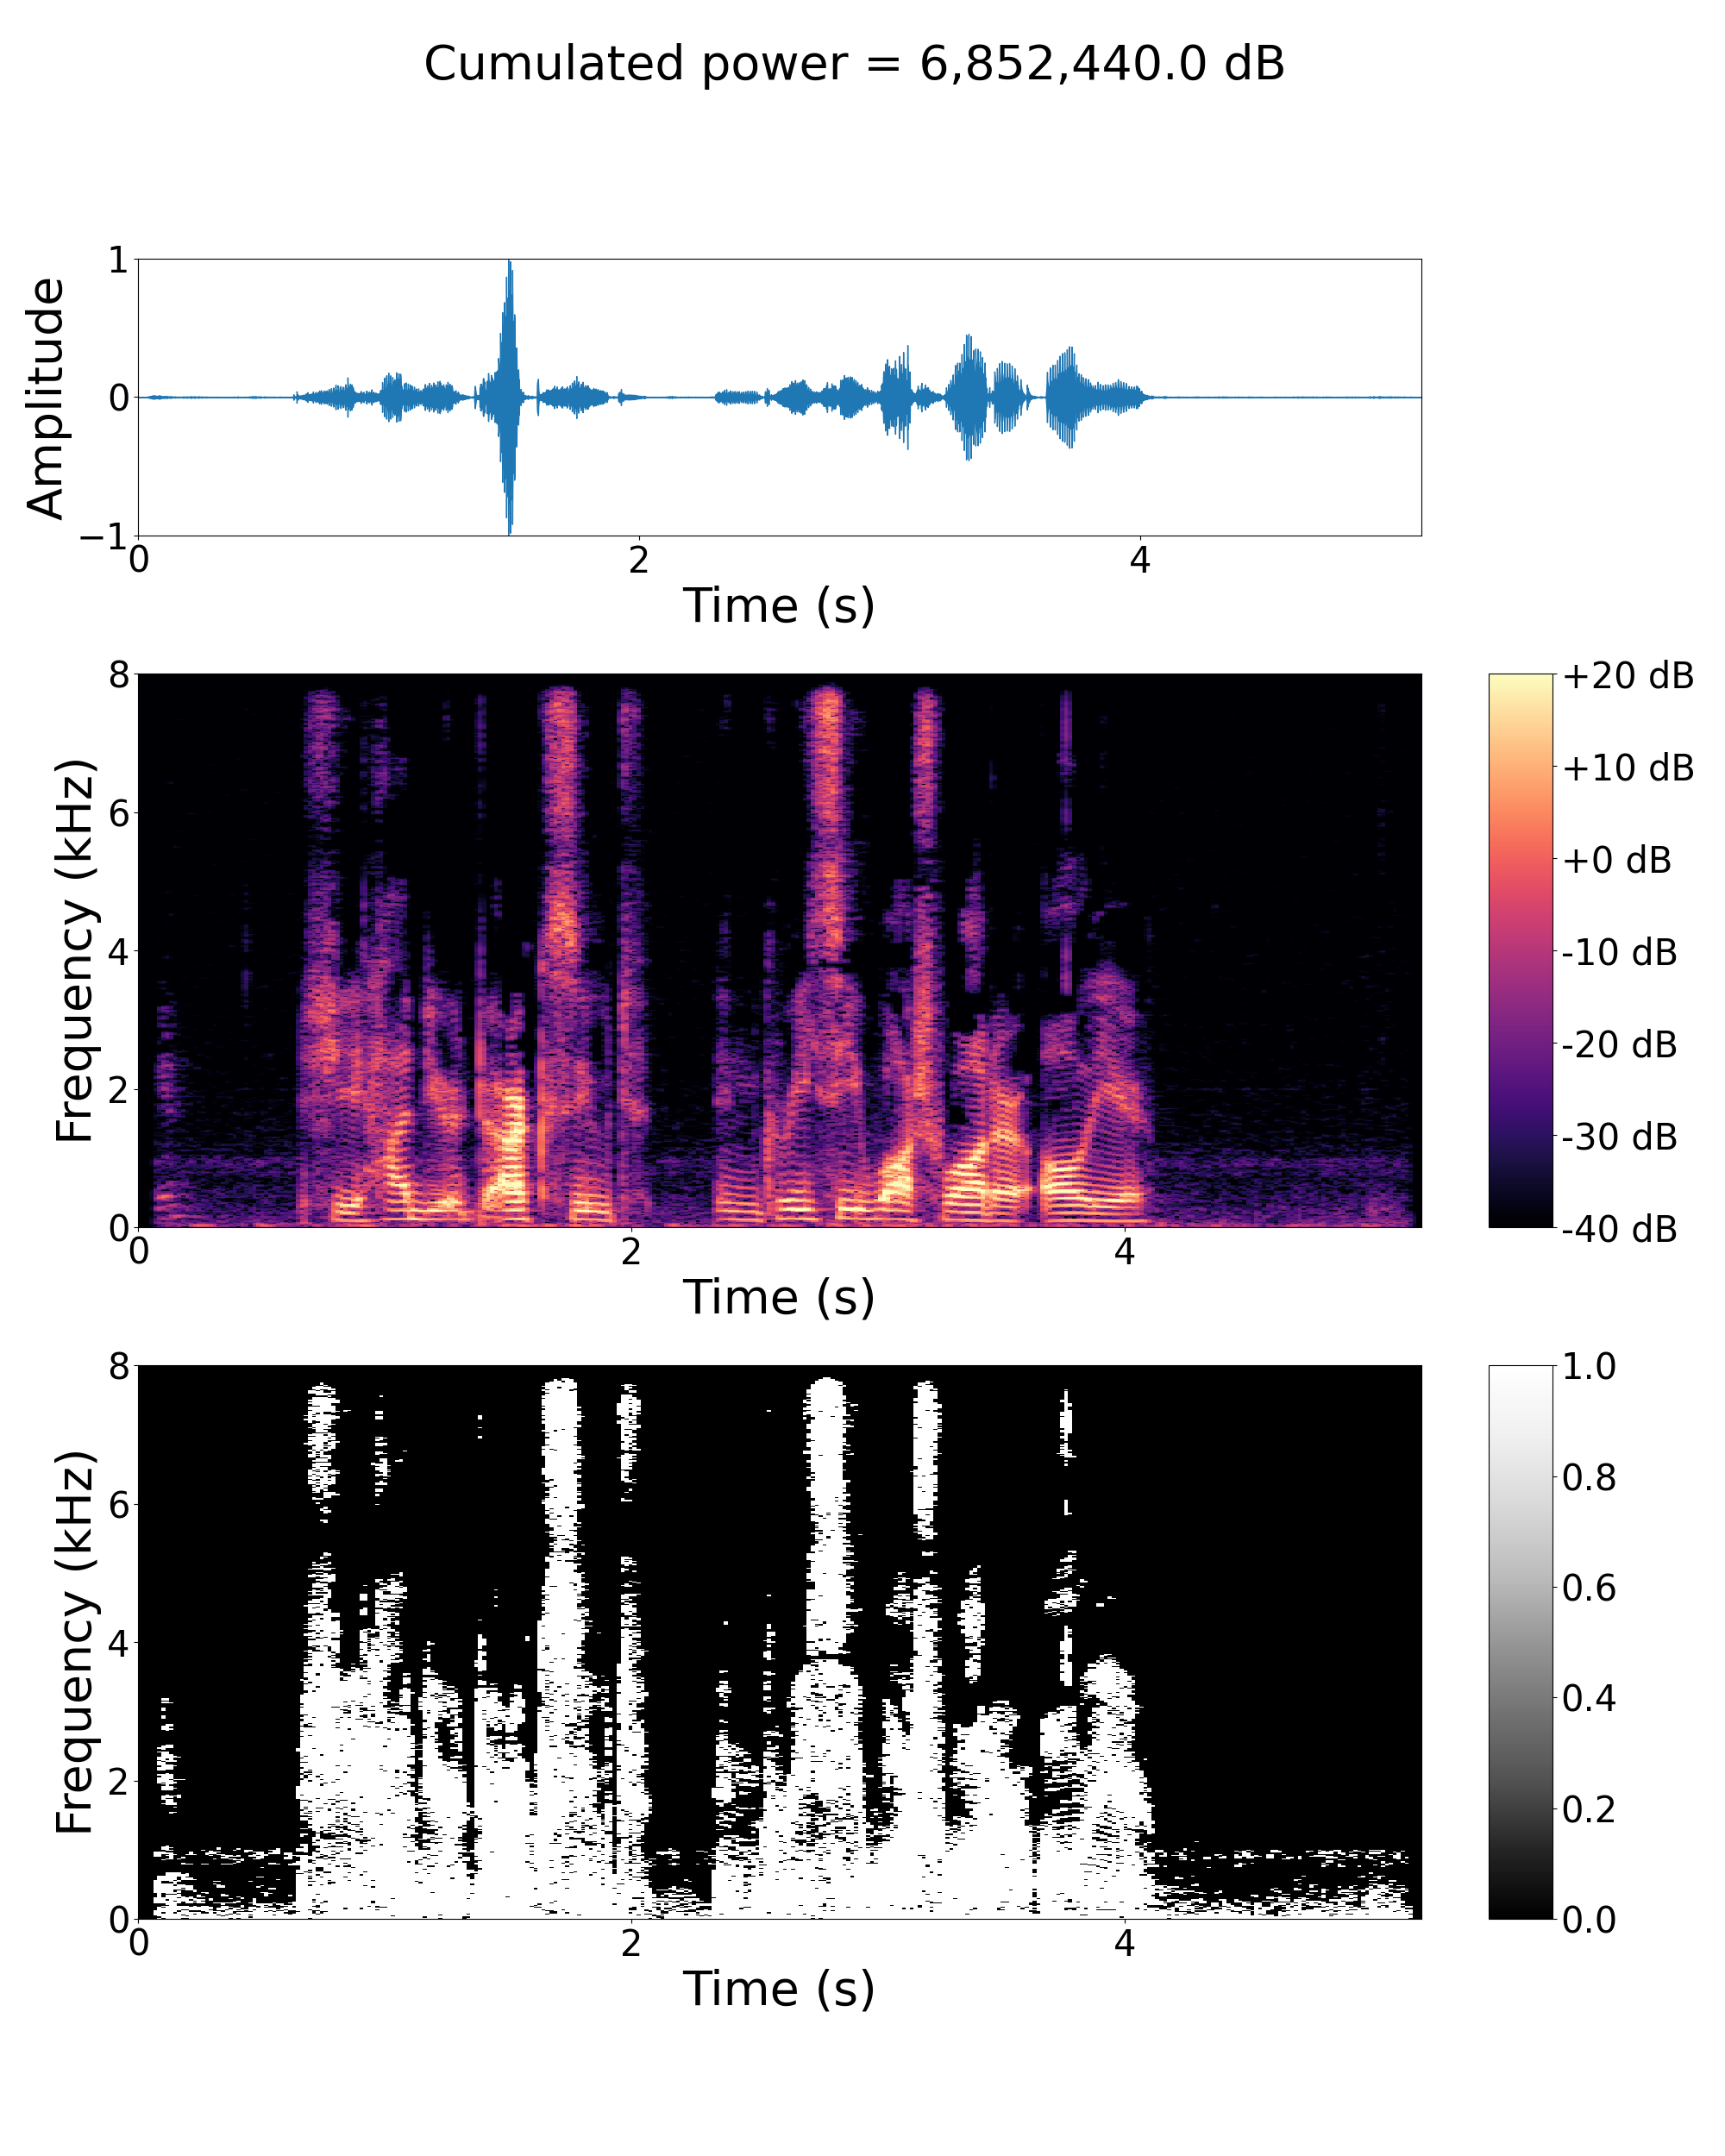 Cumulated power = 6,852,440.0 dB
1
0
−1
Amplitude
0 2 4
Time (s)
8
6
4
2
0
Frequency (kHz)
0 2 4
Time (s)
+20 dB
+10 dB
+0 dB
-10 dB
-20 dB
-30 dB
-40 dB
8
6
4
2
0
Frequency (kHz)
0 2 4
Time (s)
1.0
0.8
0.6
0.4
0.2
0.0